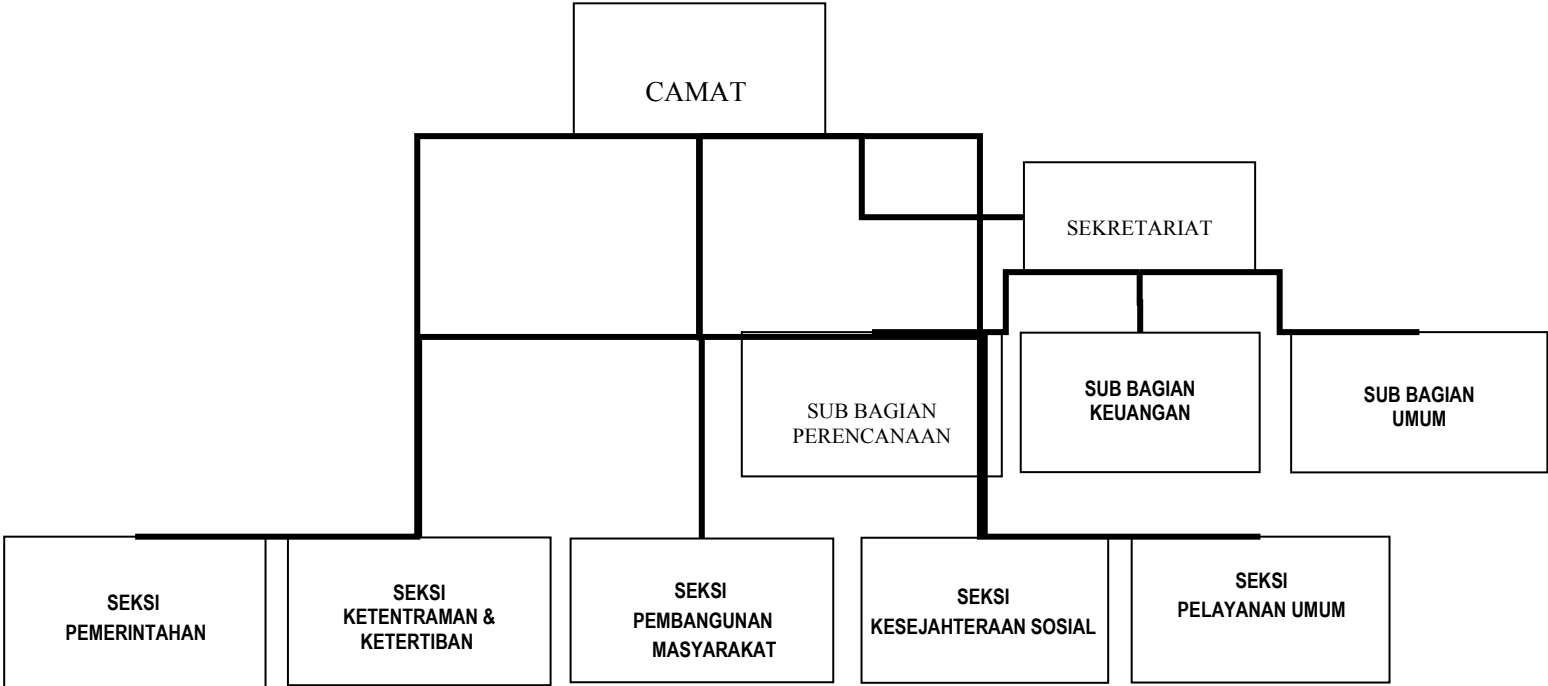 CAMAT
SEKRETARIAT
SUB BAGIAN
PERENCANAAN
SUB BAGIAN
KEUANGAN
SUB BAGIAN
UMUM
SEKSI
PEMERINTAHAN
SEKSI
KETENTRAMAN &
KETERTIBAN
SEKSI
PEMBANGUNAN
MASYARAKAT
SEKSI
KESEJAHTERAAN SOSIAL
SEKSI
PELAYANAN UMUM